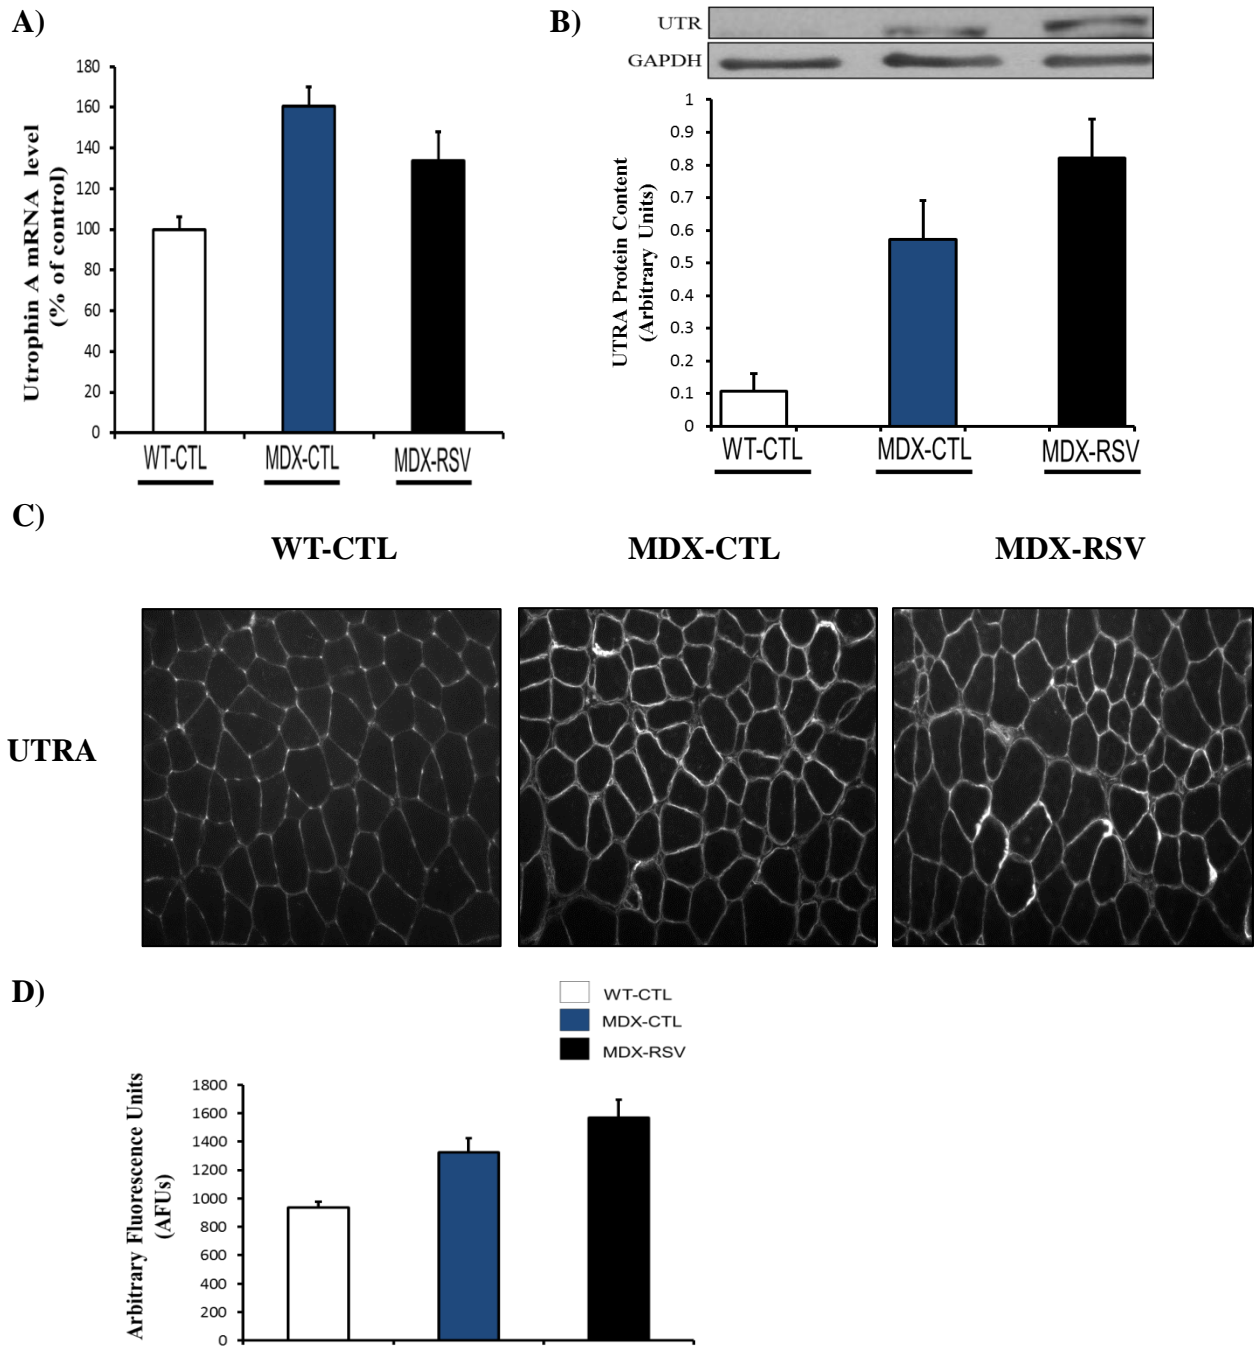 A)
180
160
140
120
100
80
60
40
20
0
Utrophin A mRNA level
(% of control)
WT-CTL
MDX-CTL
MDX-RSV
B)
UTR
GAPDH
1
0.9
0.8
0.7
0.6
0.5
0.4
0.3
0.2
0.1
0
UTRA Protein Content
(Arbitrary Units)
WT-CTL
MDX-CTL
MDX-RSV
C)
WT-CTL
MDX-CTL
MDX-RSV
UTRA
D)
WT-CTL
MDX-CTL
MDX-RSV
1800
1600
1400
1200
1000
800
600
400
200
0
Arbitrary Fluorescence Units
(AFUs)